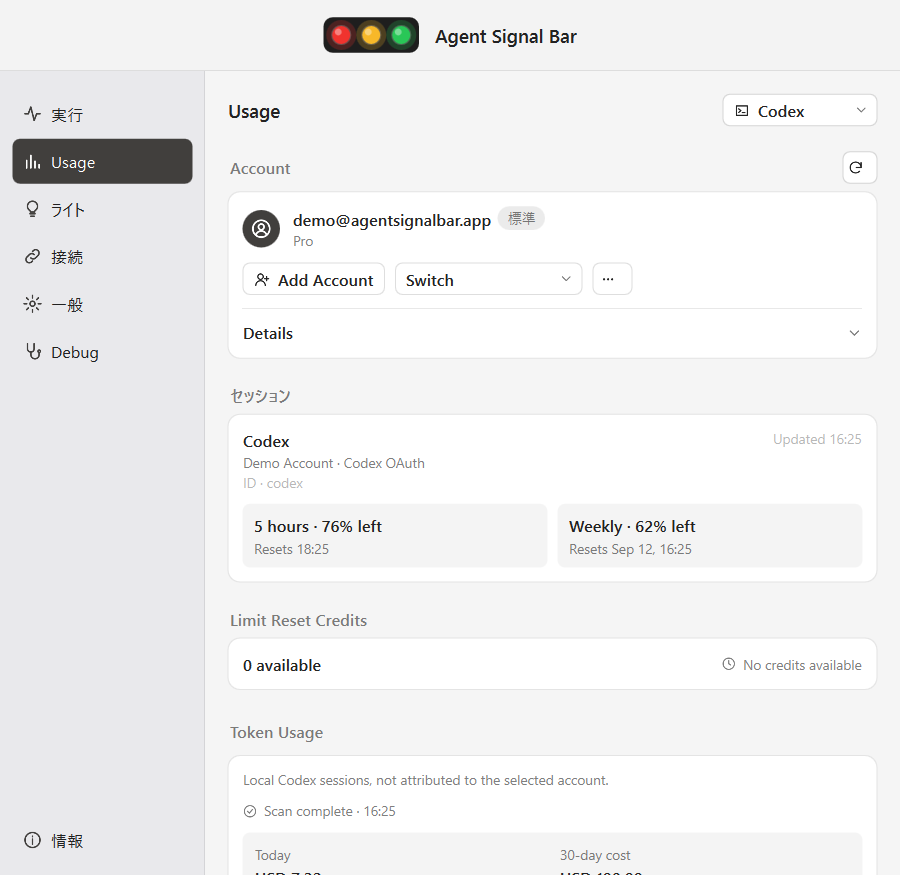 Agent Signal Bar
実行
Usage
ライト
接続
一般
Debug
情報
Usage
Codex
Account
demo@agentsignalbar.app 標準
Pro
Add Account
Switch
...
Details
セッション
Codex
Updated 16:25
Demo Account · Codex OAuth
ID · codex
5 hours · 76% left
Resets 18:25
Weekly · 62% left
Resets Sep 12, 16:25
Limit Reset Credits
0 available
No credits available
Token Usage
Local Codex sessions, not attributed to the selected account.
Scan complete · 16:25
Today
30-day cost